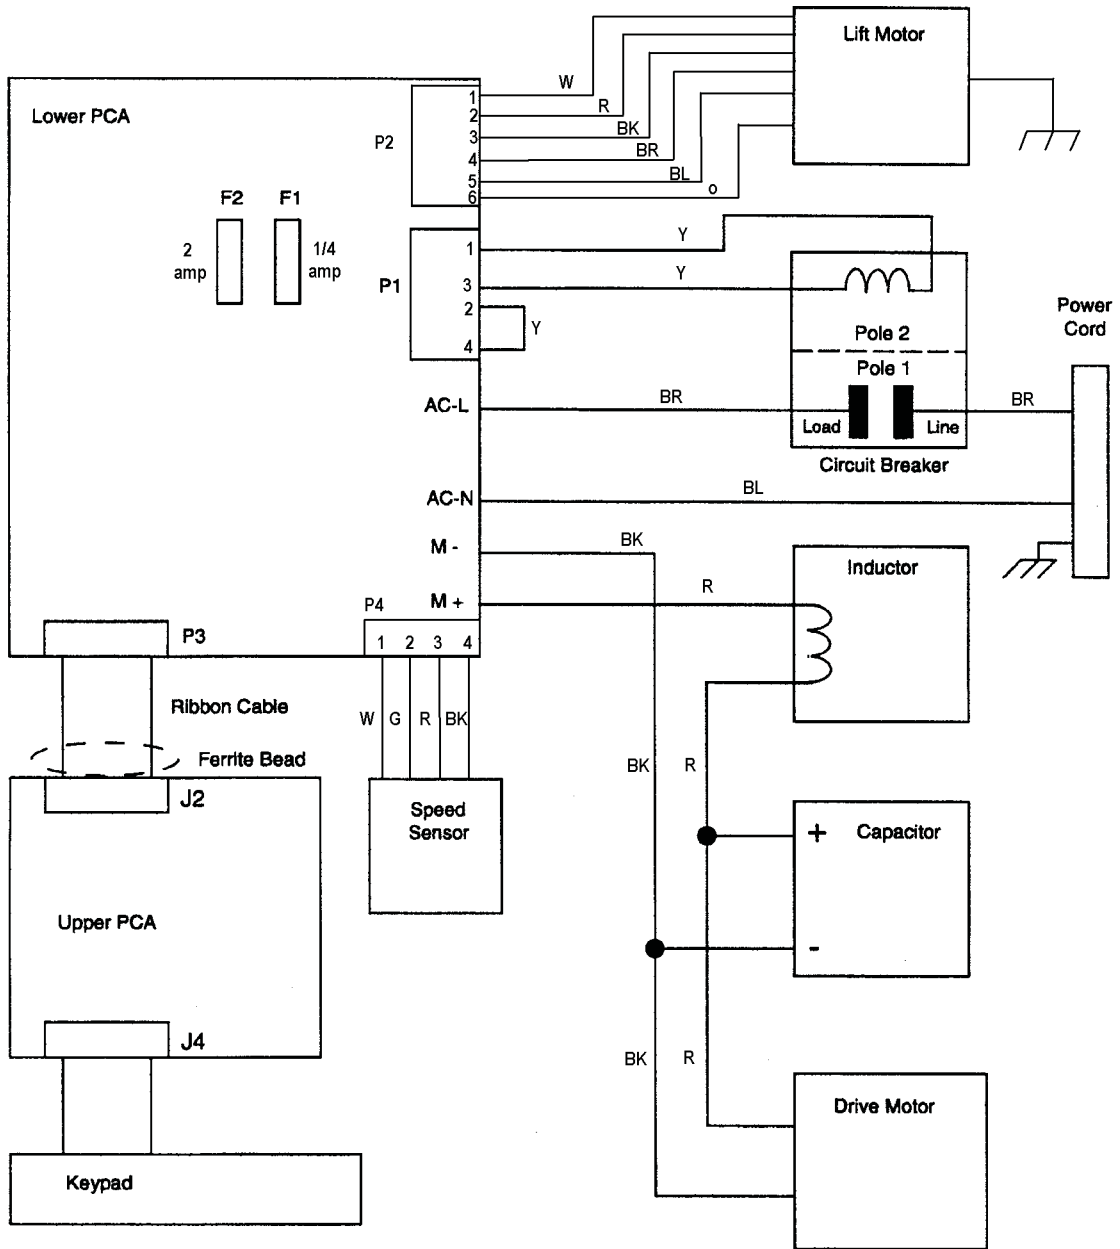 Lift Motor
W
Lower PCA
1
R
2
P2
BK
3
BR
4
BL
5
o
6
F2
F1
2
amp
1/4
amp
Y
1
P1
Y
3
2
Y
4
Power
Cord
Pole 2
Pole 1
AC-L
BR
BR
Load
Line
Circuit Breaker
AC-N
BL
M -
BK
Inductor
M +
R
P4
P3
1
2
3
4
Ribbon Cable
W
G
R
BK
Ferrite Bead
BK
R
J2
Speed
Sensor
+
Capacitor
Upper PCA
-
J4
BK
R
Drive Motor
Keypad